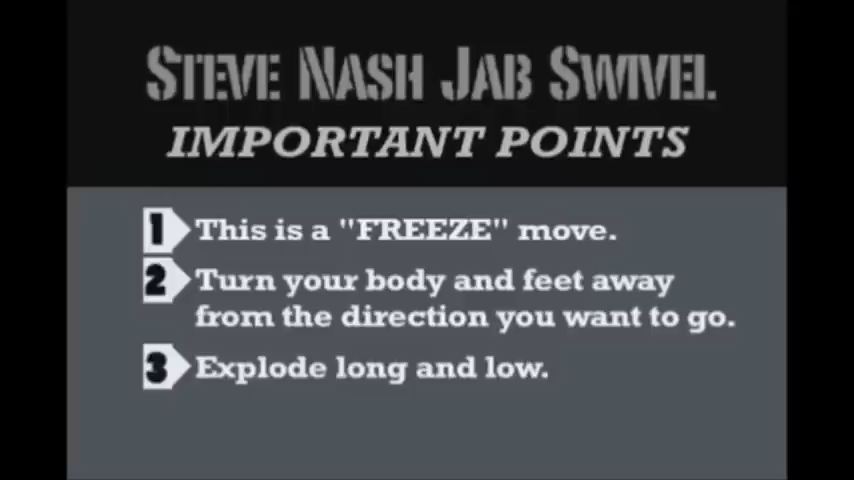 STEVE NASH JAB SWIVEL
IMPORTANT POINTS
1 This is a "FREEZE" move.
2 Turn your body and feet away
from the direction you want to go.
3 Explode long and low.